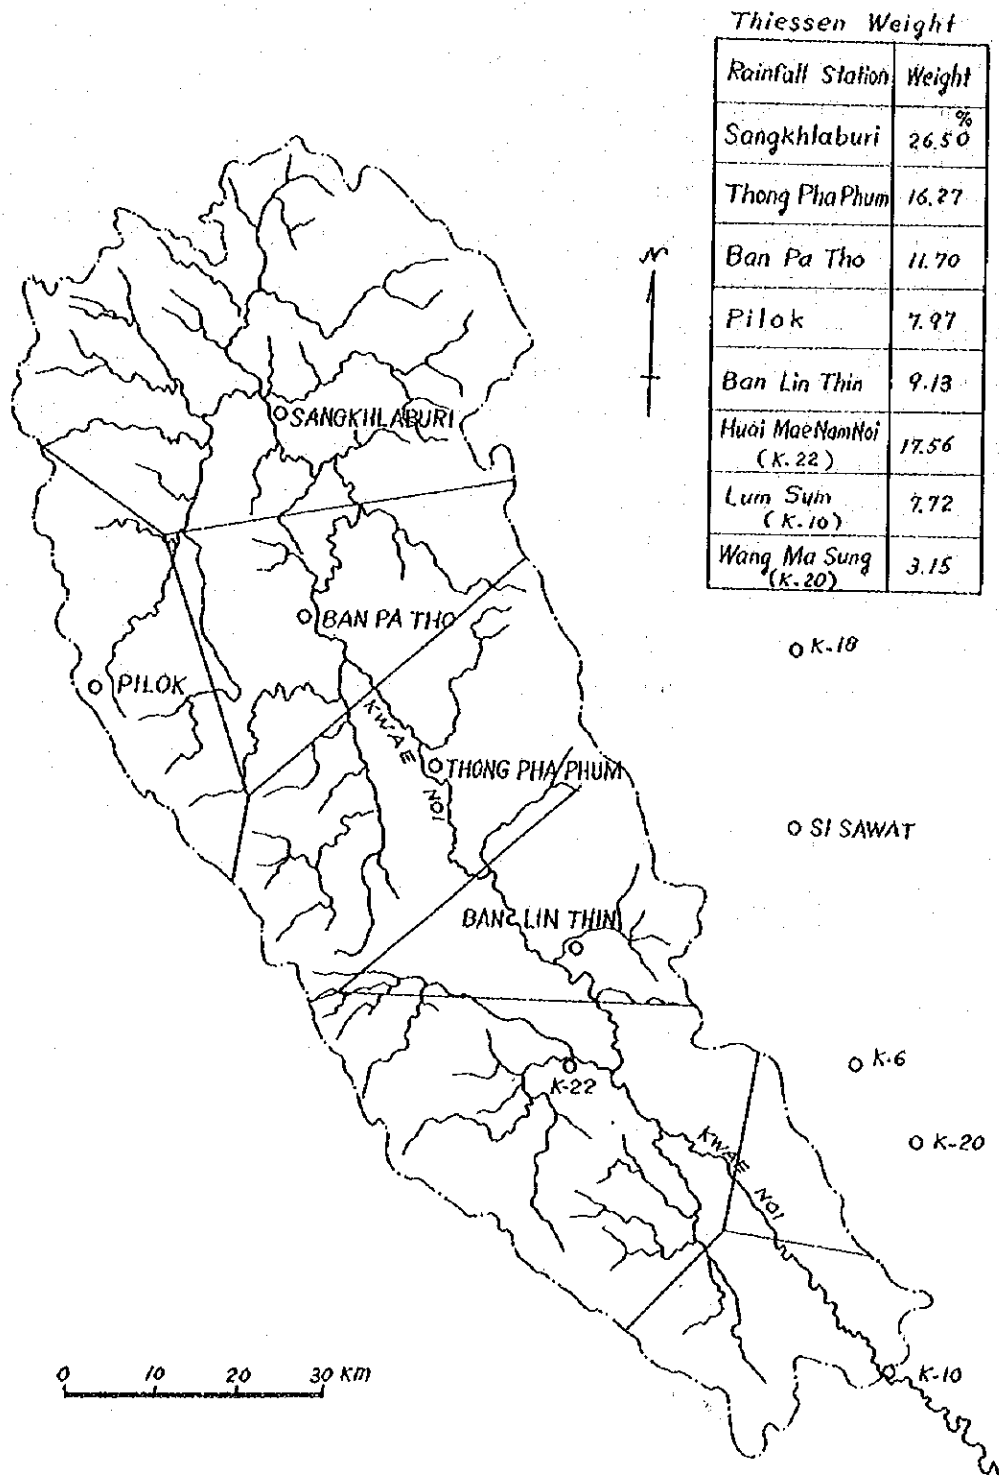 Thiessen Weight
Rainfall Station Weight
%
Sangkhlaburi 26.50
Thong Pha Phum 16.27
Ban Pa Tho 11.70
Pilok 7.97
Ban Lin Thin 9.13
Huai Mae Nam Noi
(K.22) 17.56
Lum Sum
(K.10) 7.72
Wang Ma Sung
(K.20) 3.15
N
SANGKHLABURI
BAN PA THO
K-18
PILOK
KWAE
NOI
THONG PHA PHUM
SI SAWAT
BAN LIN THIN
K-6
K-22
K-20
KWAE NOI
0 10 20 30 KM
K-10